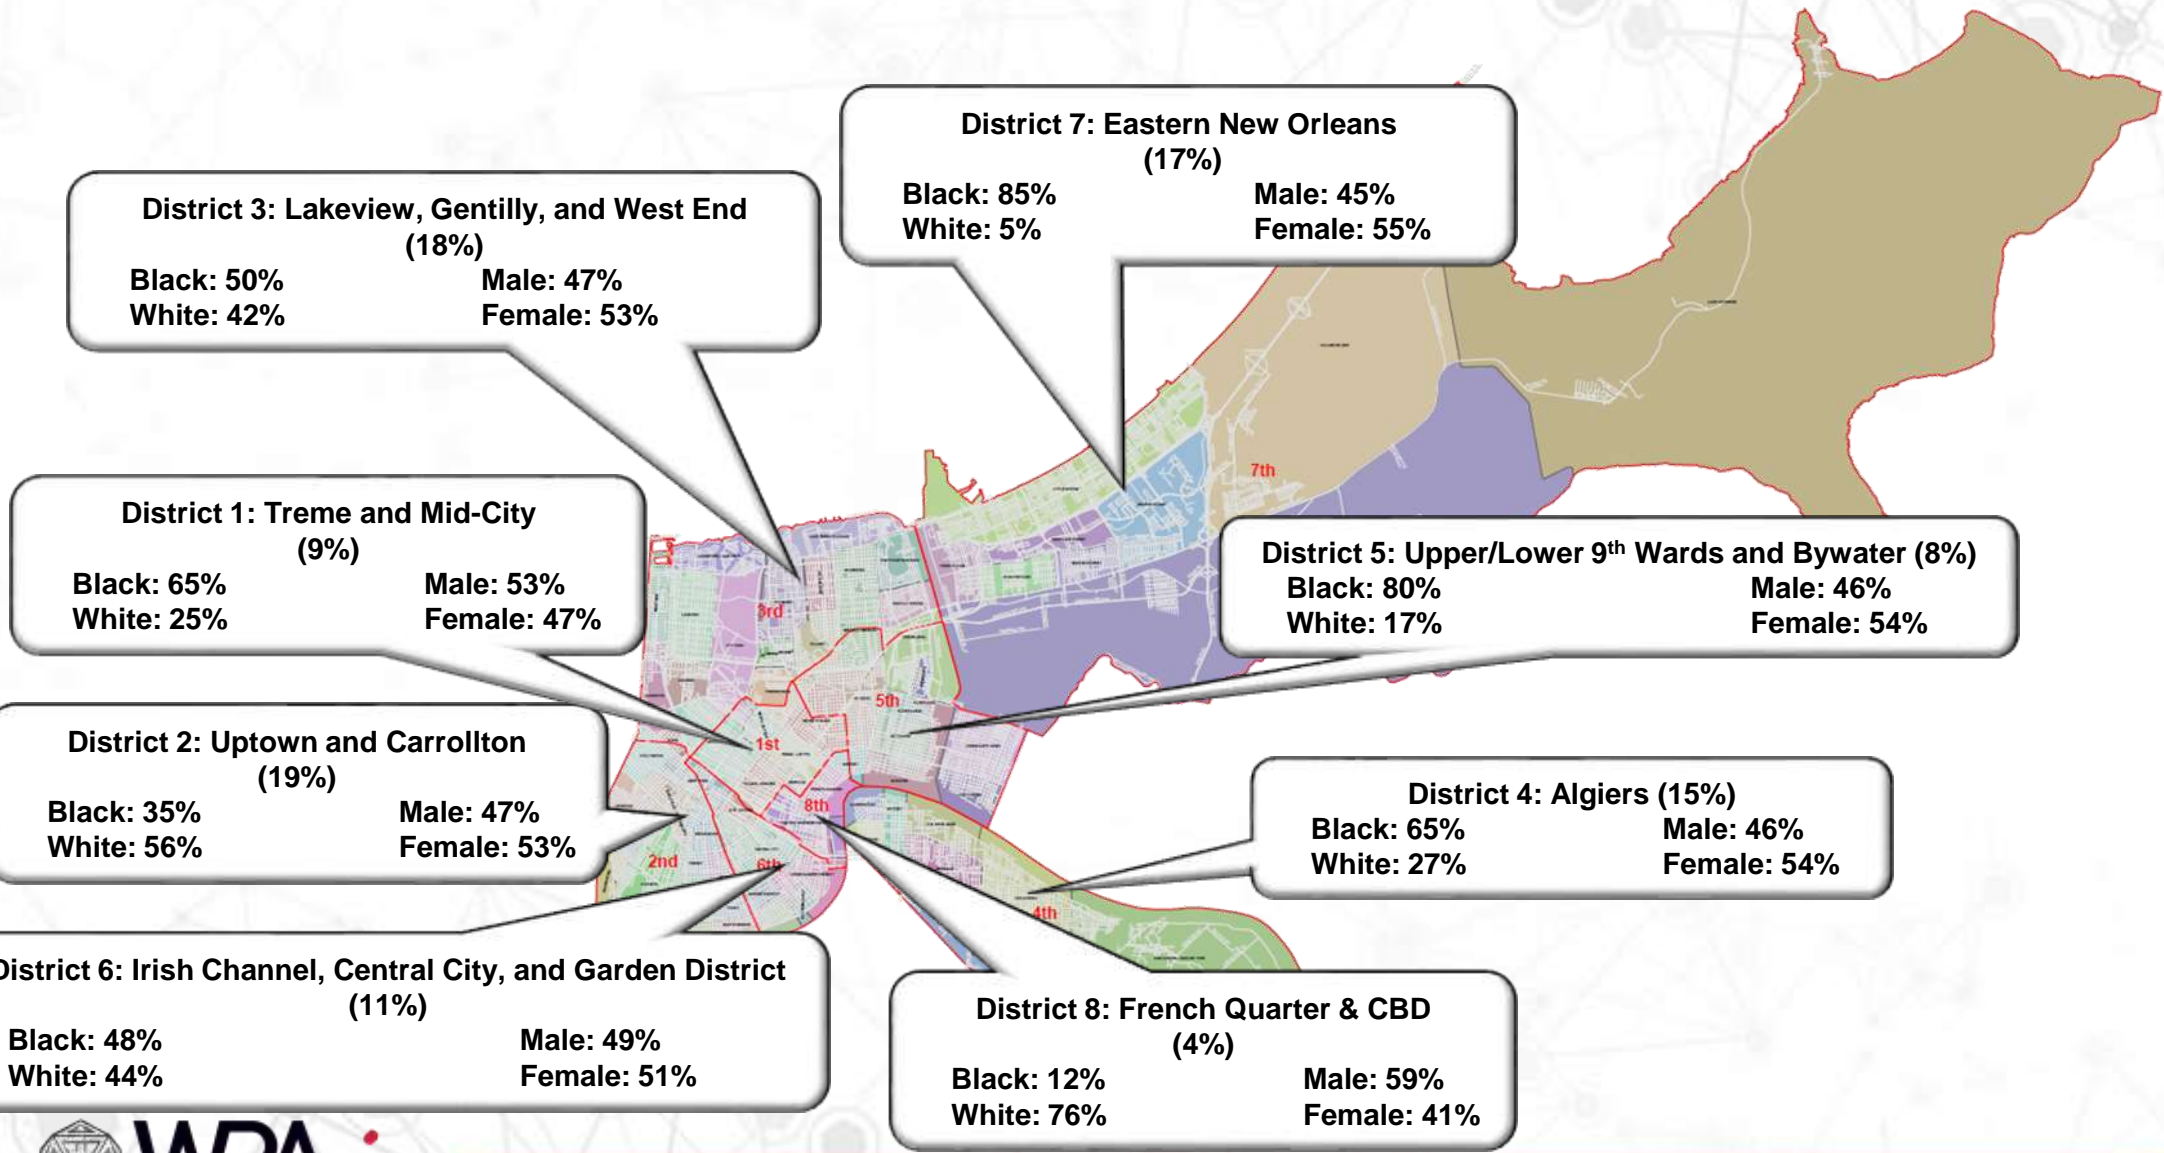 District 7: Eastern New Orleans
(17%)
Black: 85% Male: 45%
White: 5% Female: 55%
District 3: Lakeview, Gentilly, and West End
(18%)
Black: 50% Male: 47%
White: 42% Female: 53%
District 1: Treme and Mid-City
(9%)
Black: 65% Male: 53%
White: 25% Female: 47%
District 5: Upper/Lower 9th Wards and Bywater (8%)
Black: 80% Male: 46%
White: 17% Female: 54%
District 2: Uptown and Carrollton
(19%)
Black: 35% Male: 47%
White: 56% Female: 53%
District 4: Algiers (15%)
Black: 65% Male: 46%
White: 27% Female: 54%
District 6: Irish Channel, Central City, and Garden District
(11%)
Black: 48% Male: 49%
White: 44% Female: 51%
District 8: French Quarter & CBD
(4%)
Black: 12% Male: 59%
White: 76% Female: 41%
7th
3rd
5th
1st
8th
2nd
6th
4th
WPA